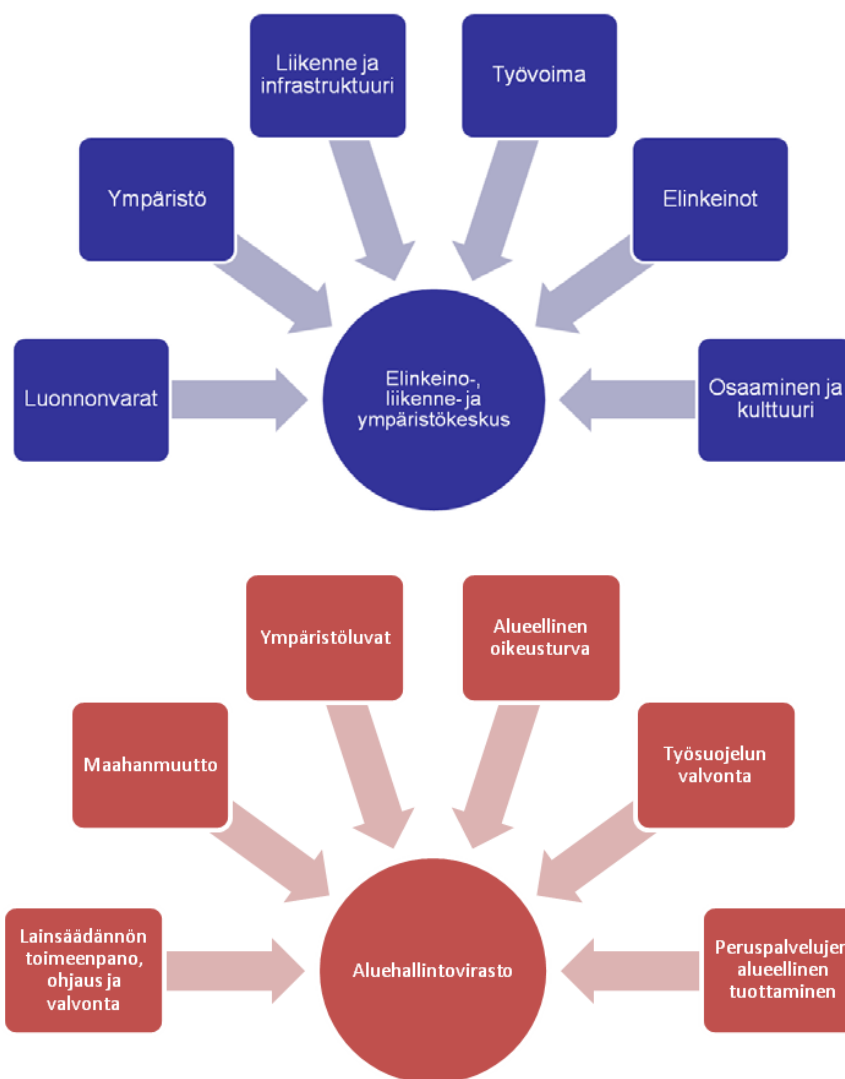 Liikenne ja
infrastruktuuri
Työvoima
Ympäristö
Elinkeinot
Luonnonvarat
Elinkeino-,
liikenne- ja
ympäristökeskus
Osaaminen ja
kulttuuri
Ympäristöluvat
Alueellinen
oikeusturva
Maahanmuutto
Työsuojelun
valvonta
Lainsäädännön
toimeenpano,
ohjaus ja
valvonta
Aluehallintovirasto
Peruspalvelujen
alueellinen
tuottaminen